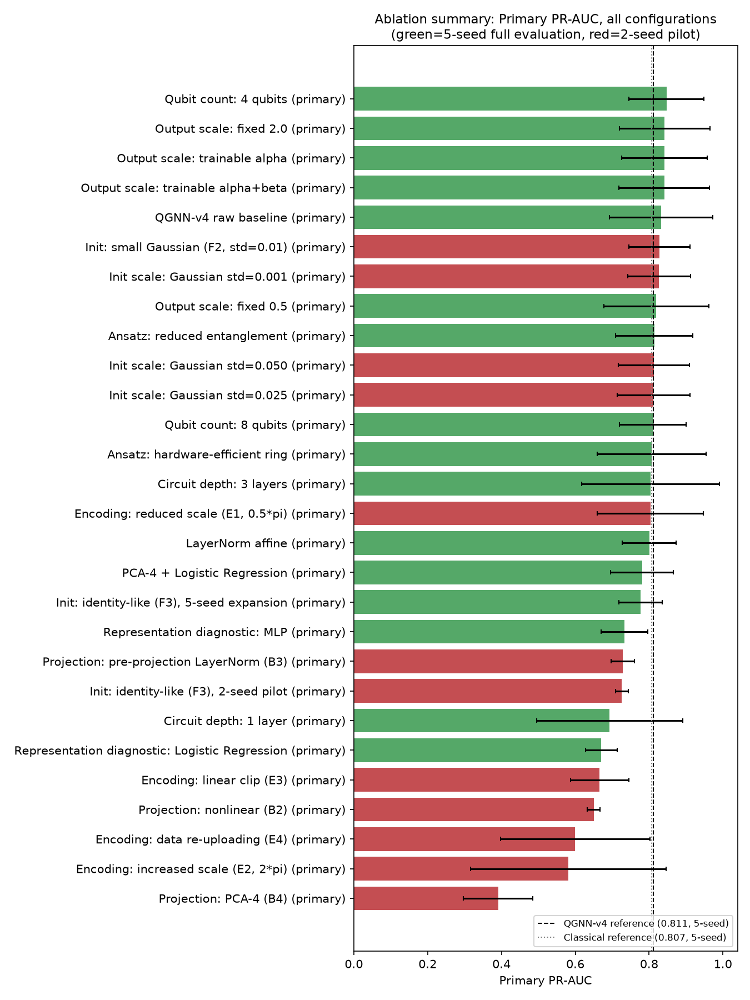 Ablation summary: Primary PR-AUC, all configurations
(green=5-seed full evaluation, red=2-seed pilot)
Qubit count: 4 qubits (primary)
Output scale: fixed 2.0 (primary)
Output scale: trainable alpha (primary)
Output scale: trainable alpha+beta (primary)
QGNN-v4 raw baseline (primary)
Init: small Gaussian (F2, std=0.01) (primary)
Init scale: Gaussian std=0.001 (primary)
Output scale: fixed 0.5 (primary)
Ansatz: reduced entanglement (primary)
Init scale: Gaussian std=0.050 (primary)
Init scale: Gaussian std=0.025 (primary)
Qubit count: 8 qubits (primary)
Ansatz: hardware-efficient ring (primary)
Circuit depth: 3 layers (primary)
Encoding: reduced scale (E1, 0.5*pi) (primary)
LayerNorm affine (primary)
PCA-4 + Logistic Regression (primary)
Init: identity-like (F3), 5-seed expansion (primary)
Representation diagnostic: MLP (primary)
Projection: pre-projection LayerNorm (B3) (primary)
Init: identity-like (F3), 2-seed pilot (primary)
Circuit depth: 1 layer (primary)
Representation diagnostic: Logistic Regression (primary)
Encoding: linear clip (E3) (primary)
Projection: nonlinear (B2) (primary)
Encoding: data re-uploading (E4) (primary)
Encoding: increased scale (E2, 2*pi) (primary)
Projection: PCA-4 (B4) (primary)
QGNN-v4 reference (0.811, 5-seed)
Classical reference (0.807, 5-seed)
0.0 0.2 0.4 0.6 0.8 1.0
Primary PR-AUC